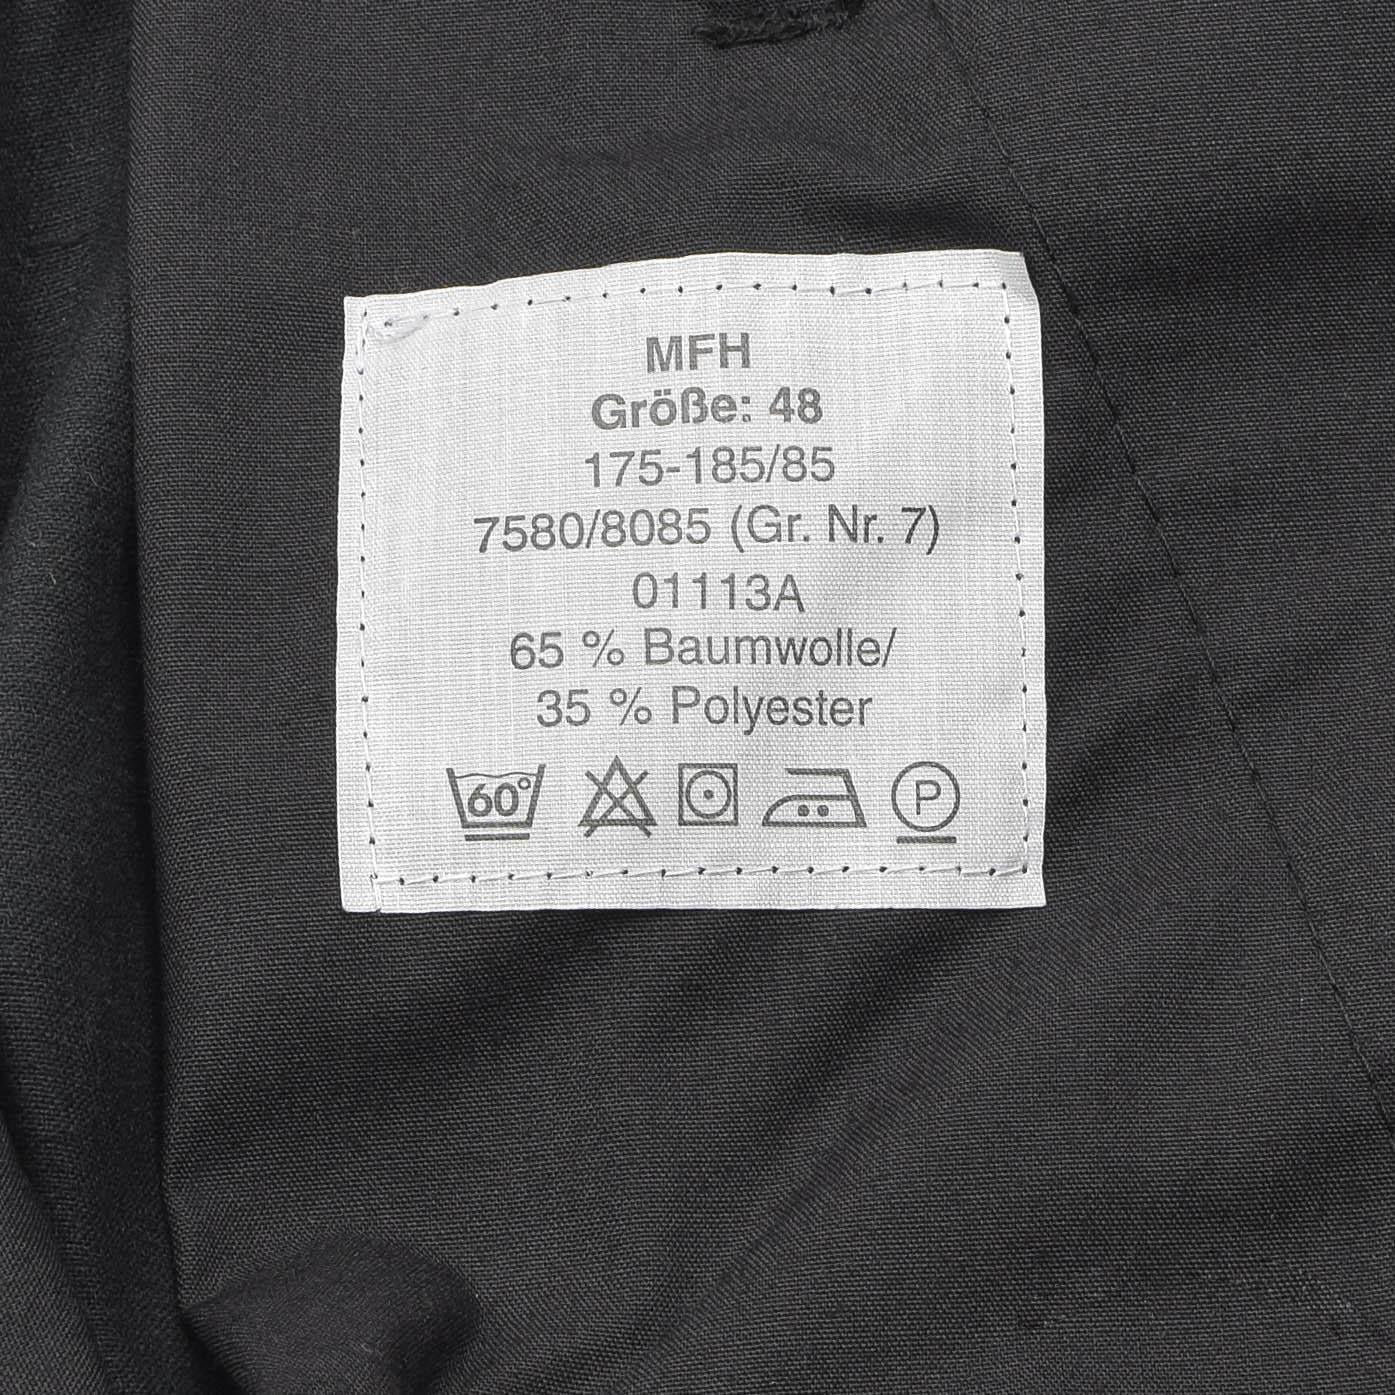 MFH
Größe: 48
175-185/85
7580/8085 (Gr. Nr. 7)
01113A
65 % Baumwolle/
35 % Polyester
60° P